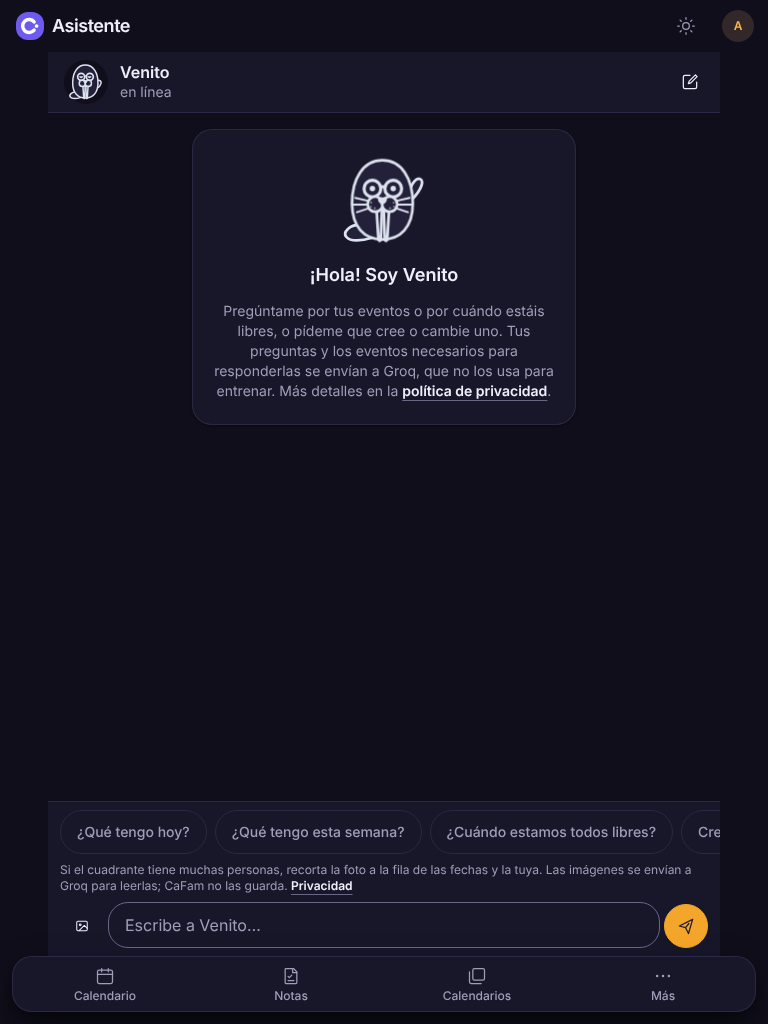 Asistente
A
Venito
en línea
¡Hola! Soy Venito
Pregúntame por tus eventos o por cuándo estáis
libres, o pídeme que cree o cambie uno. Tus
preguntas y los eventos necesarios para
responderlas se envían a Groq, que no los usa para
entrenar. Más detalles en la política de privacidad.
¿Qué tengo hoy?
¿Qué tengo esta semana?
¿Cuándo estamos todos libres?
Cre
Si el cuadrante tiene muchas personas, recorta la foto a la fila de las fechas y la tuya. Las imágenes se envían a
Groq para leerlas; CaFam no las guarda. Privacidad
Escribe a Venito...
Calendario
Notas
Calendarios
Más